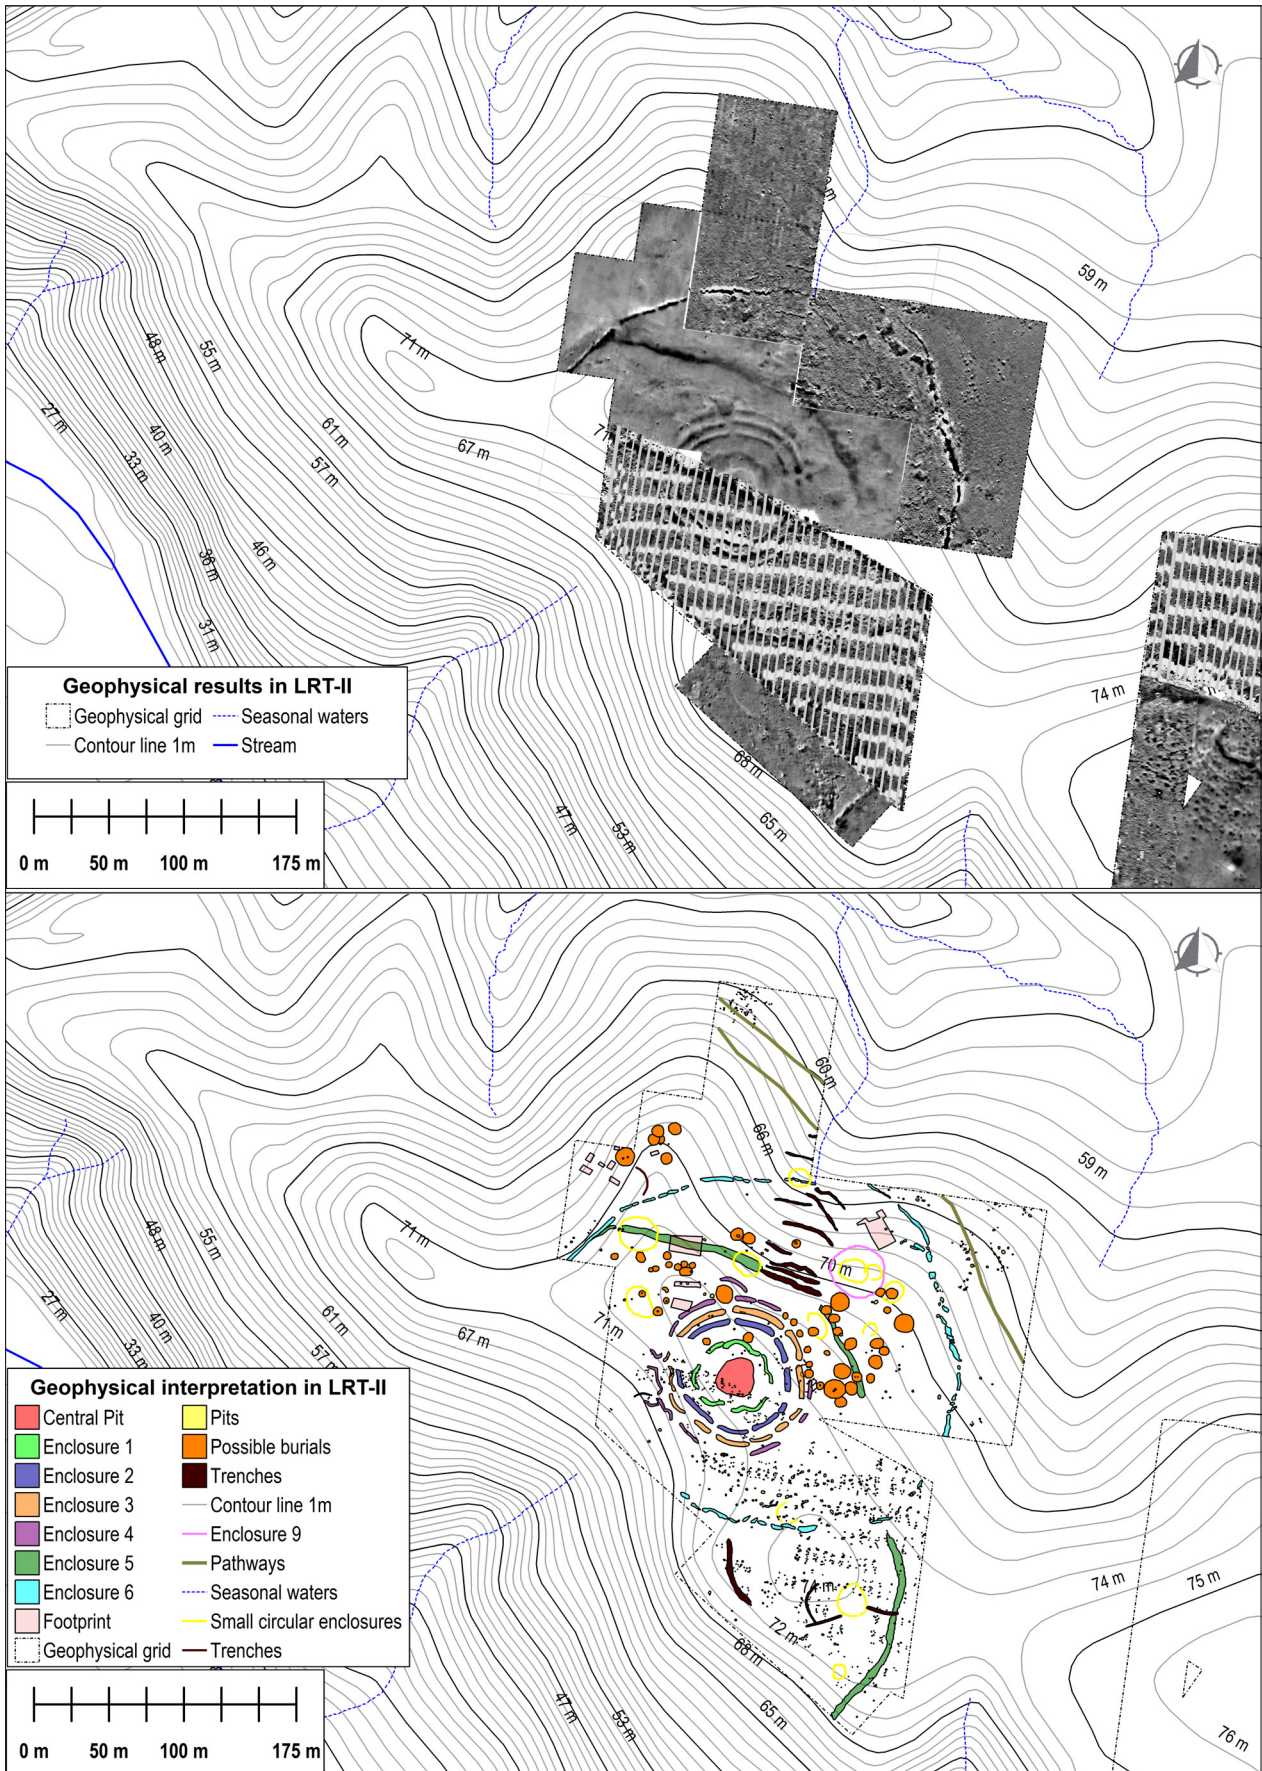 59 m
71 m
48 m
55 m
27 m
40 m
33 m
61 m
67 m
57 m
36 m
46 m
31 m
74 m
68 m
65 m
47 m
53 m
Geophysical results in LRT-II
Geophysical grid
Seasonal waters
Contour line 1m
Stream
0 m 50 m 100 m 175 m
60 m
66 m
59 m
71 m
48 m
55 m
70 m
27 m
40 m
33 m
61 m
71 m
67 m
57 m
74 m
74 m
75 m
72 m
68 m
65 m
47 m
53 m
76 m
Geophysical interpretation in LRT-II
Central Pit
Pits
Enclosure 1
Possible burials
Enclosure 2
Trenches
Enclosure 3
Contour line 1m
Enclosure 4
Enclosure 9
Enclosure 5
Pathways
Enclosure 6
Seasonal waters
Footprint
Small circular enclosures
Geophysical grid
Trenches
0 m 50 m 100 m 175 m